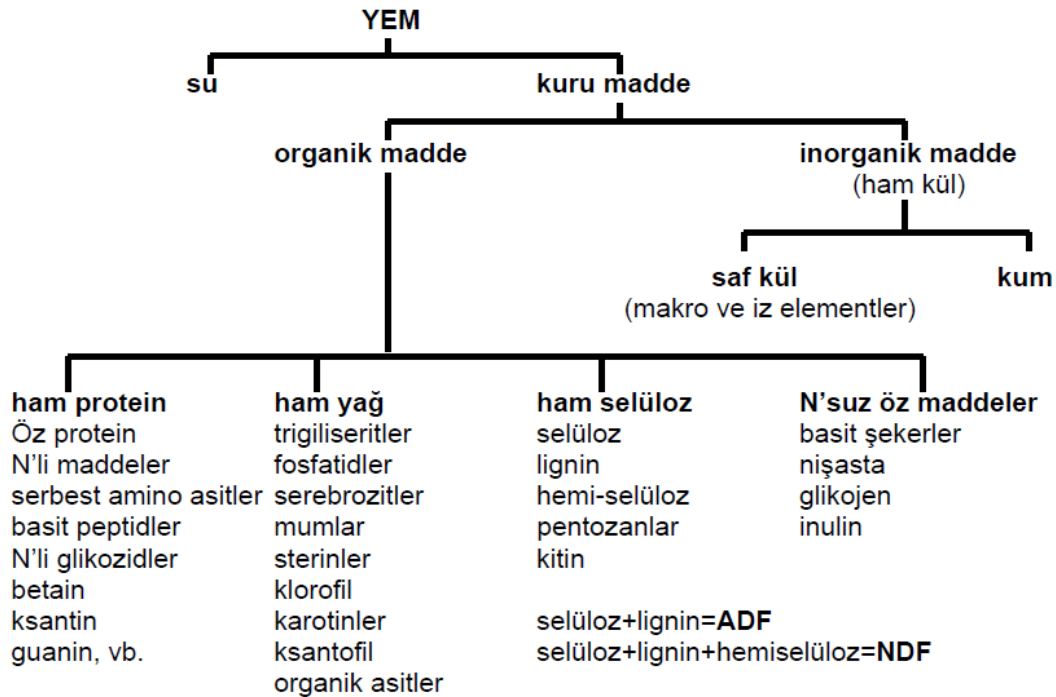 YEM
su
kuru madde
organik madde
inorganik madde
(ham kül)
saf kül
(makro ve iz elementler)
kum
ham protein
Öz protein
N'li maddeler
serbest amino asitler
basit peptidler
N'li glikozidler
betain
ksantin
guanin, vb.
ham yağ
trigiliseritler
fosfatidler
serebrozitler
mumlar
sterinler
klorofil
karotinler
ksantofil
organik asitler
ham selüloz
selüloz
lignin
hemi-selüloz
pentozanlar
kitin
selüloz+lignin=ADF
selüloz+lignin+hemiselüloz=NDF
N'suz öz maddeler
basit şekerler
nişasta
glikojen
inulin